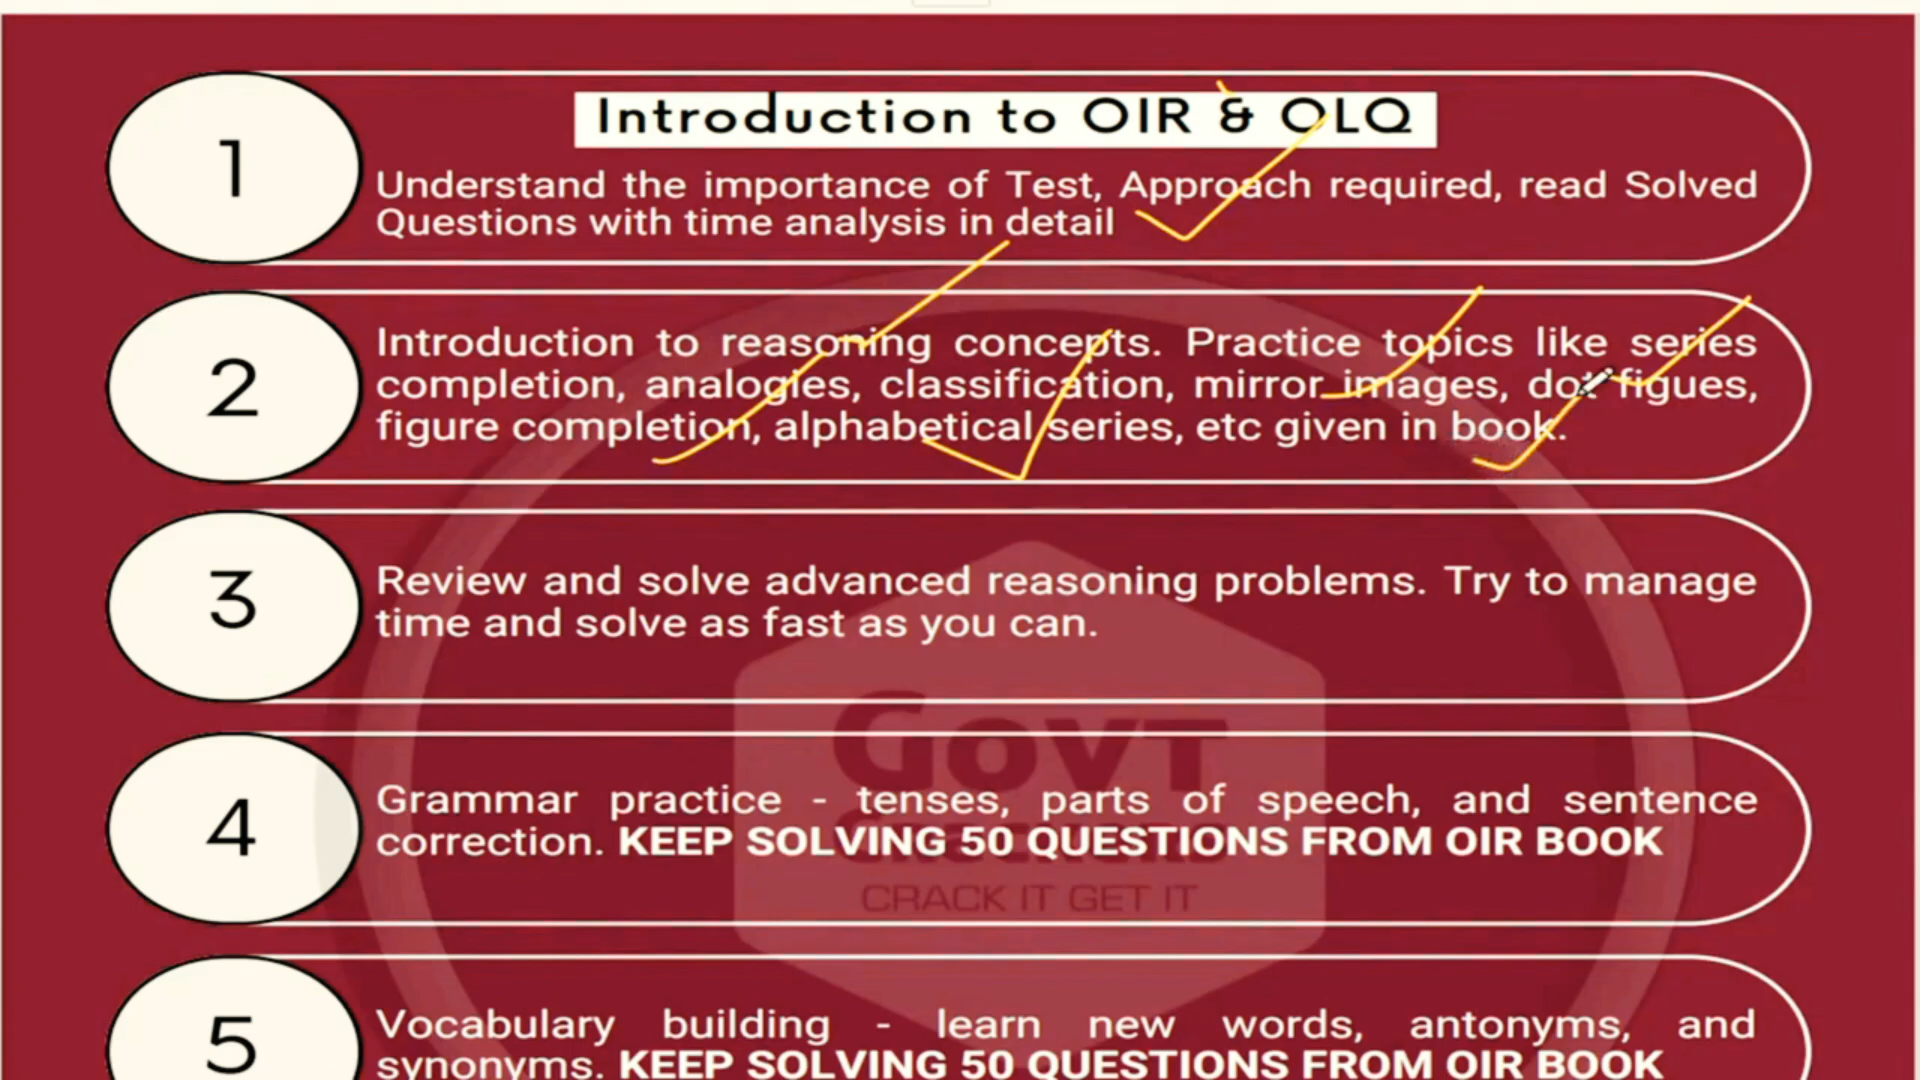 1
Introduction to OIR & OLQ
Understand the importance of Test, Approach required, read Solved
Questions with time analysis in detail
2
Introduction to reasoning concepts. Practice topics like series
completion, analogies, classification, mirror images, dot figues,
figure completion, alphabetical series, etc given in book.
3
Review and solve advanced reasoning problems. Try to manage
time and solve as fast as you can.
GOVT
4
Grammar practice - tenses, parts of speech, and sentence
correction. KEEP SOLVING 50 QUESTIONS FROM OIR BOOK
CRACK IT GET IT
5
Vocabulary building - learn new words, antonyms, and
synonyms. KEEP SOLVING 50 QUESTIONS FROM OIR BOOK